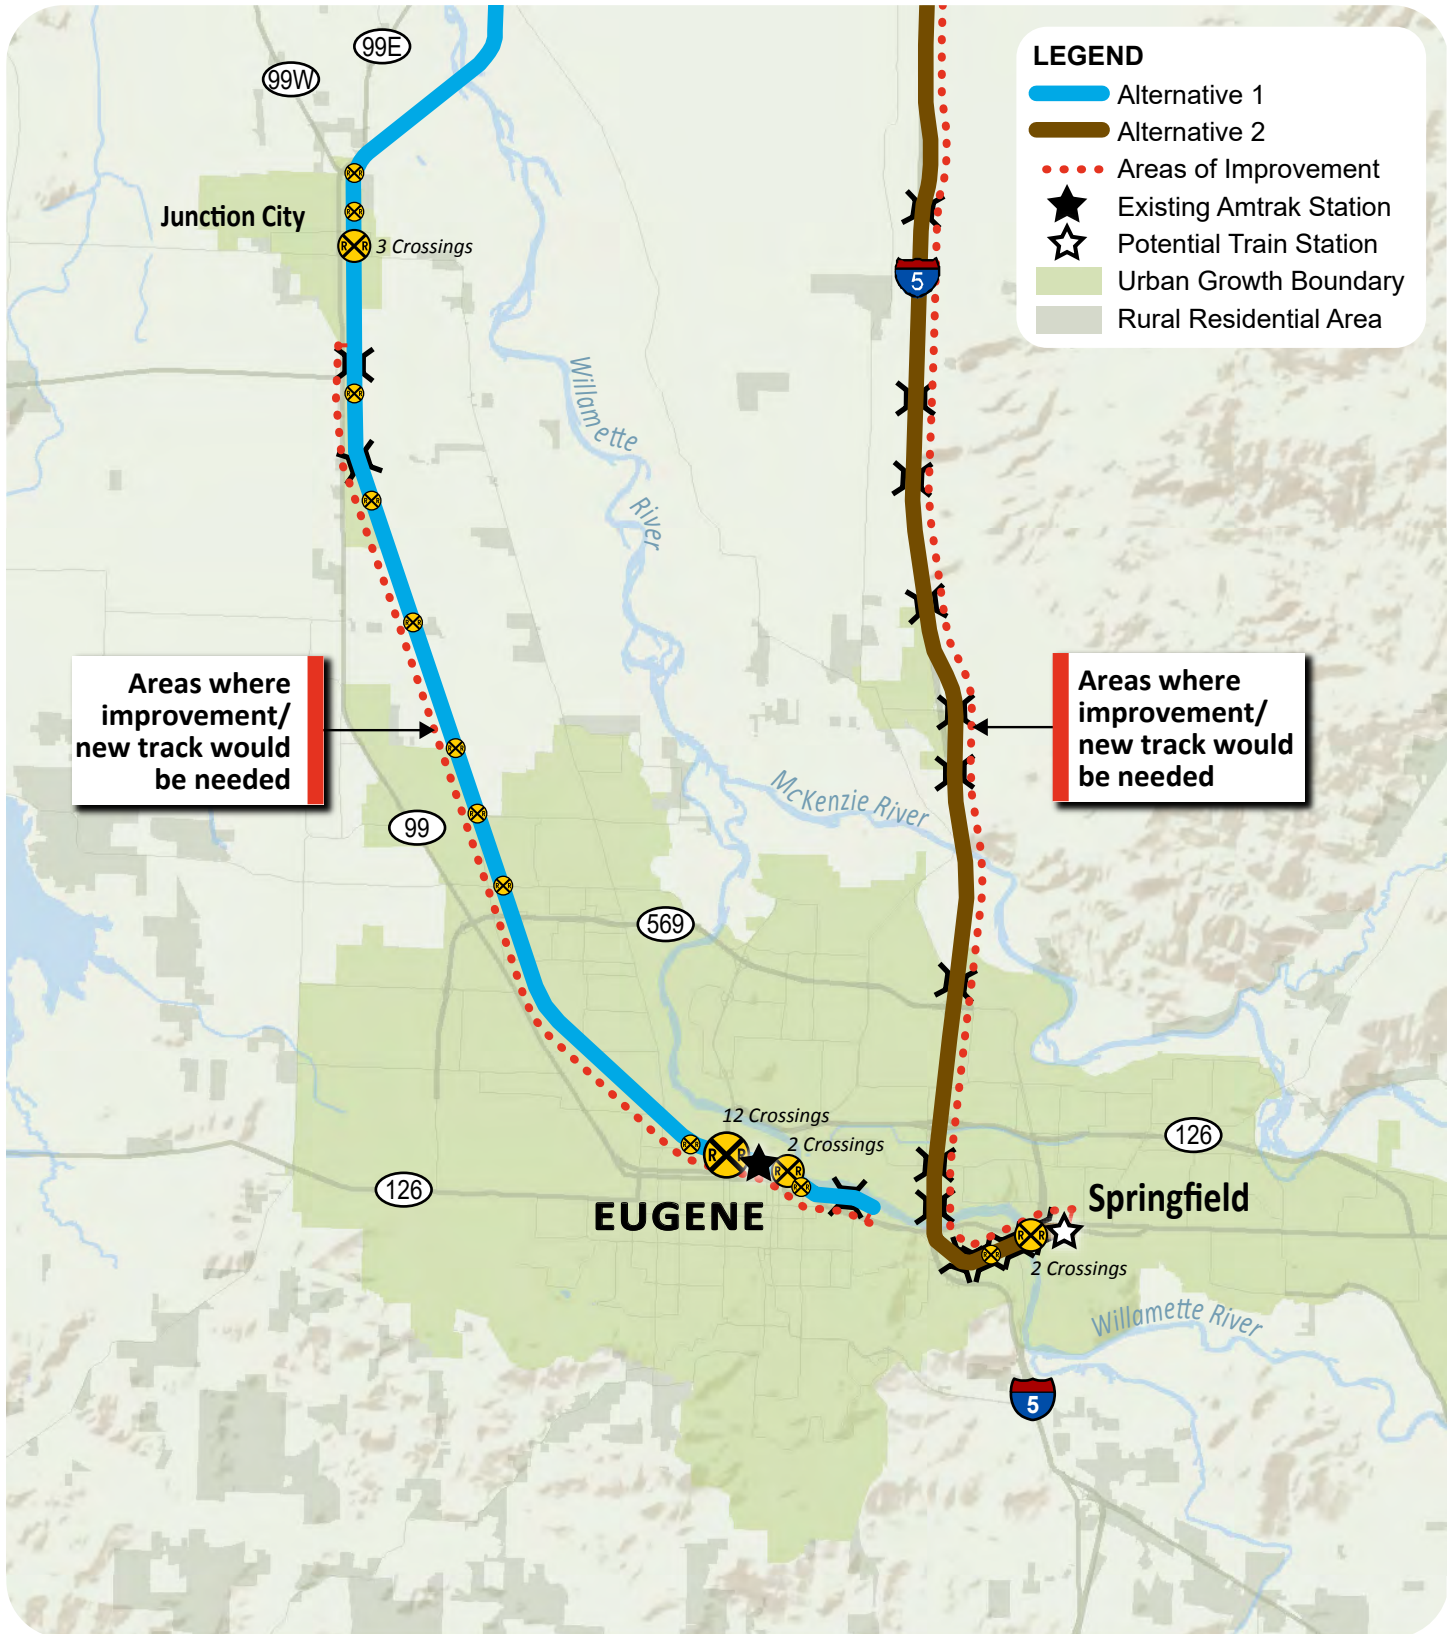 99E
99W
LEGEND
Alternative 1
Alternative 2
Areas of Improvement
Existing Amtrak Station
Potential Train Station
Urban Growth Boundary
Rural Residential Area
Junction City
R R
R R
R R
3 Crossings
5
Willamette
River
R R
R R
R R
Areas where
improvement/
new track would
be needed
Areas where
improvement/
new track would
be needed
R R
McKenzie River
R R
99
R R
569
12 Crossings
2 Crossings
R R
R R
R R
R R
126
126
EUGENE
Springfield
R R
R R
2 Crossings
Willamette River
5